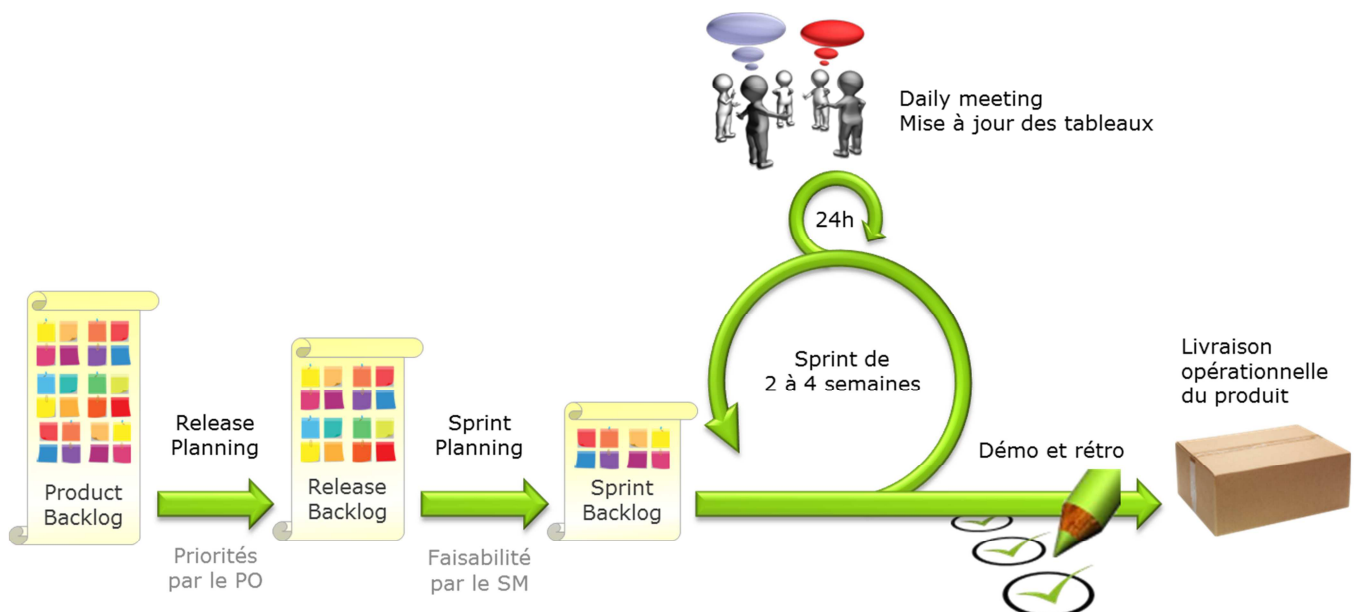 Daily meeting
Mise à jour des tableaux
24h
Sprint de
2 à 4 semaines
Livraison
opérationnelle
du produit
Release
Planning
Sprint
Planning
Démo et rétro
Product
Backlog
Release
Backlog
Sprint
Backlog
Priorités
par le PO
Faisabilité
par le SM